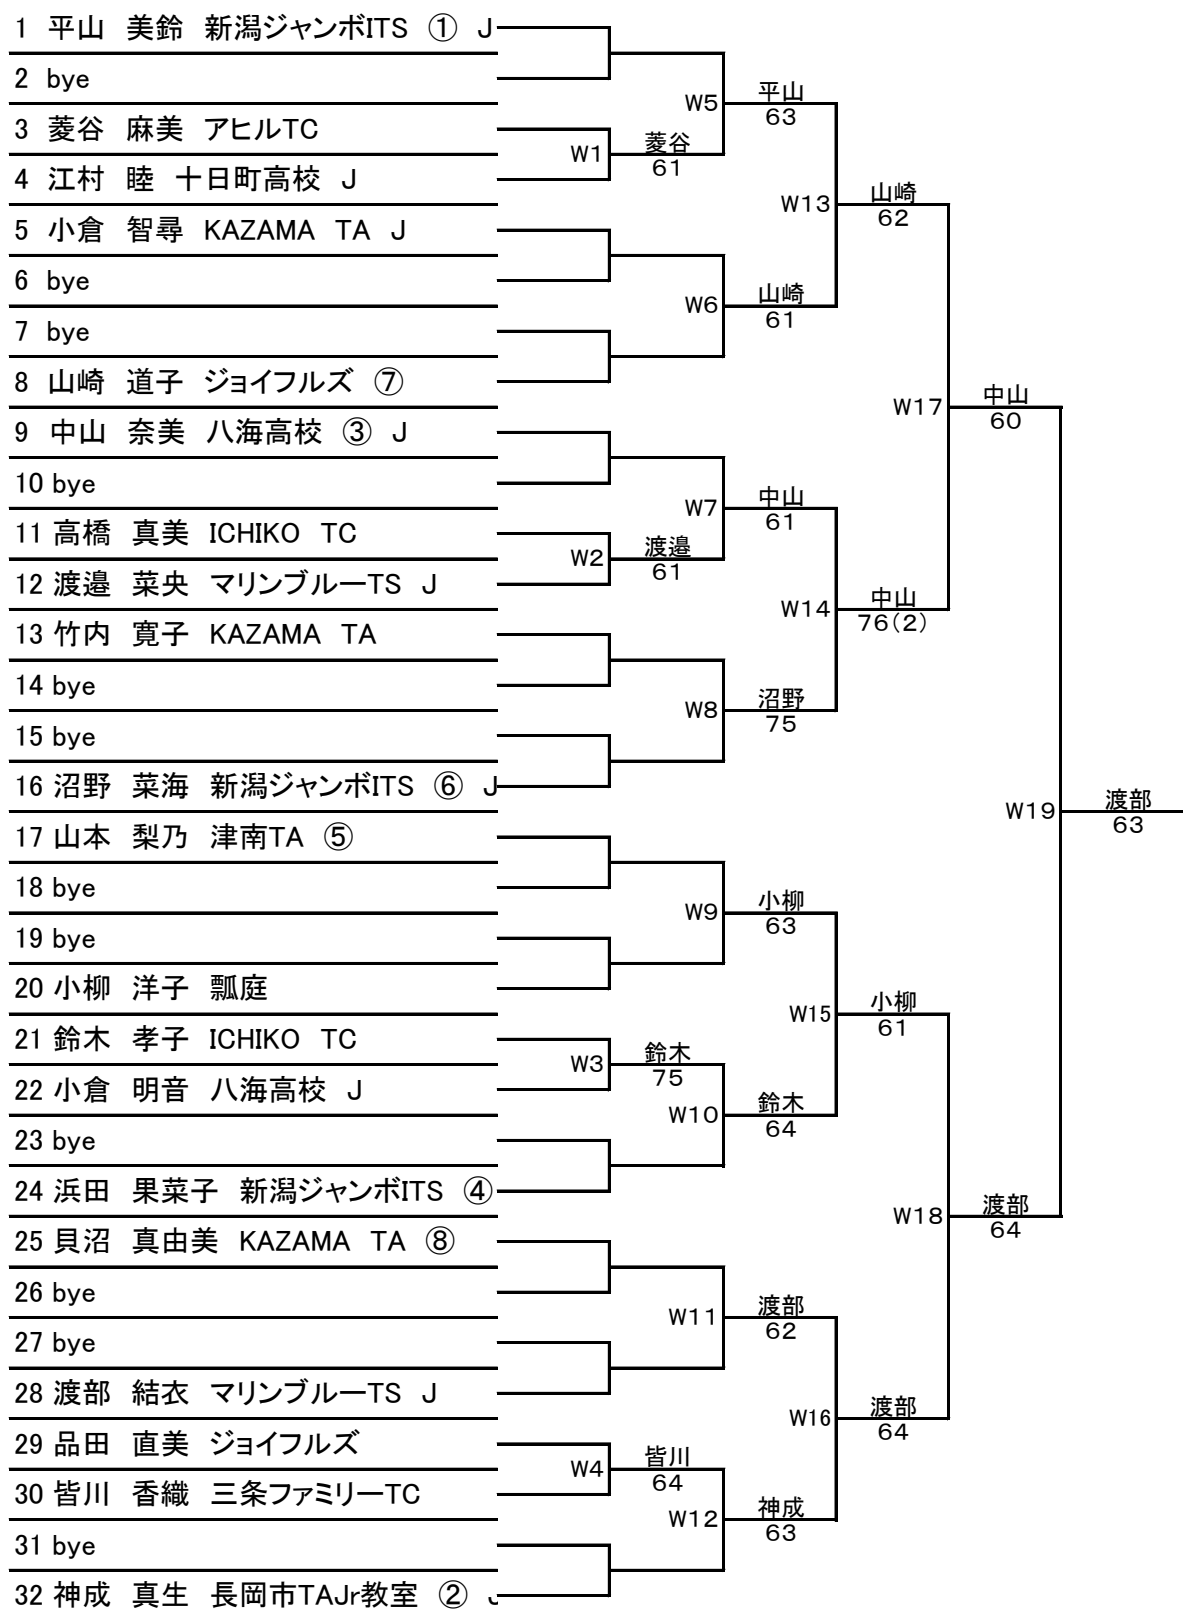 1 平山 美鈴 新潟ジャンボITS ① J
2 bye
3 菱谷 麻美 アヒルTC
4 江村 睦 十日町高校 J
5 小倉 智尋 KAZAMA TA J
6 bye
7 bye
8 山崎 道子 ジョイフルズ ⑦
9 中山 奈美 八海高校 ③ J
10 bye
11 高橋 真美 ICHIKO TC
12 渡邉 菜央 マリンブルーTS J
13 竹内 寛子 KAZAMA TA
14 bye
15 bye
16 沼野 菜海 新潟ジャンボITS ⑥ J
17 山本 梨乃 津南TA ⑤
18 bye
19 bye
20 小柳 洋子 瓢庭
21 鈴木 孝子 ICHIKO TC
22 小倉 明音 八海高校 J
23 bye
24 浜田 果菜子 新潟ジャンボITS ④
25 貝沼 真由美 KAZAMA TA ⑧
26 bye
27 bye
28 渡部 結衣 マリンブルーTS J
29 品田 直美 ジョイフルズ
30 皆川 香織 三条ファミリーTC
31 bye
32 神成 真生 長岡市TAJr教室 ② J
W1
菱谷
61
W2
渡邉
61
W3
鈴木
75
W4
皆川
64
W5
平山
63
W6
山崎
61
W7
中山
61
W8
沼野
75
W9
小柳
63
W10
鈴木
64
W11
渡部
62
W12
神成
63
W13
山崎
62
W14
中山
76(2)
W15
小柳
61
W16
渡部
64
W17
中山
60
W18
渡部
64
W19
渡部
63